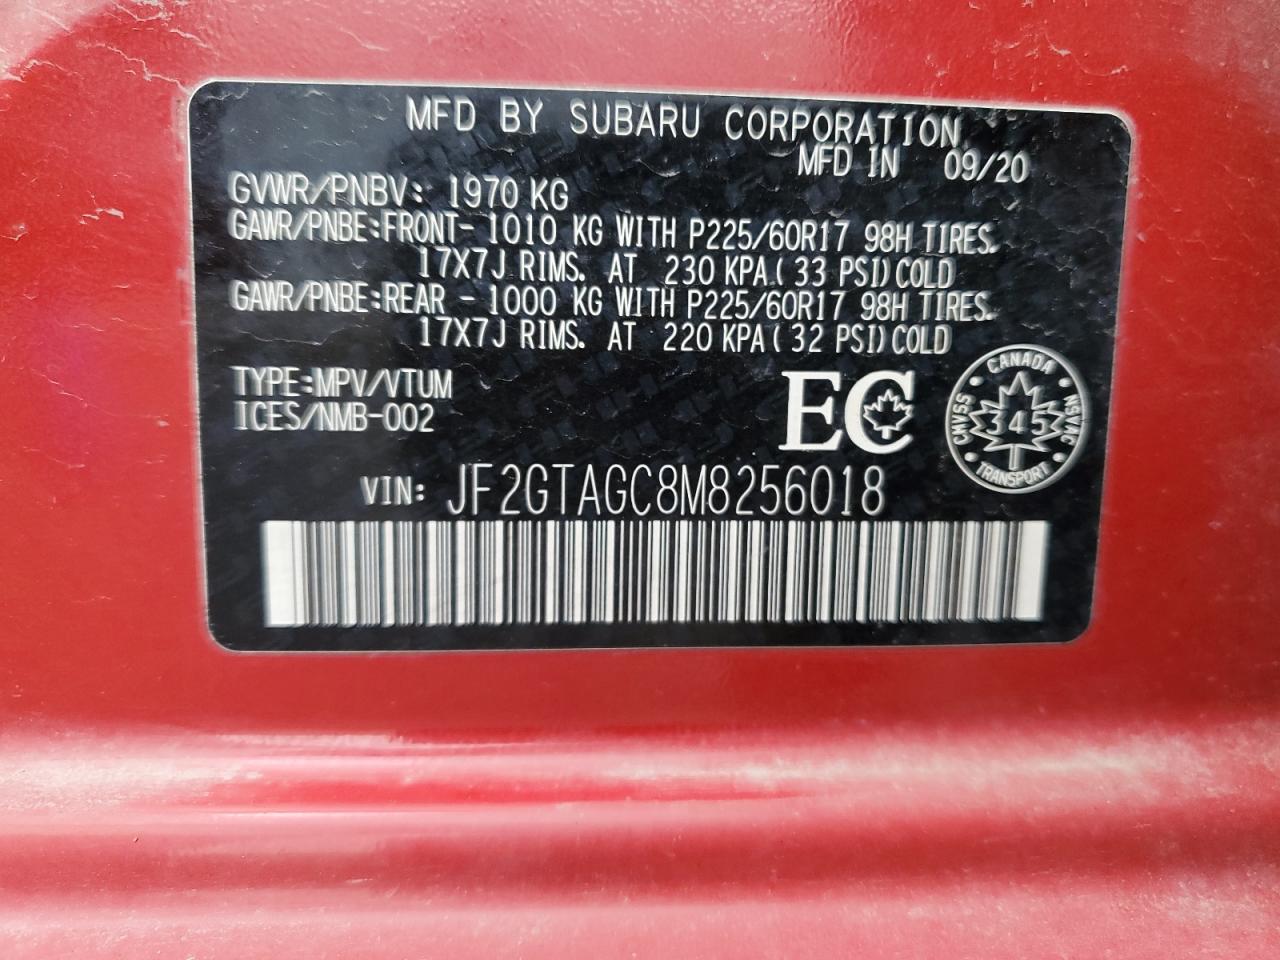 MFD BY SUBARU CORPORATION
MFD IN 09/20
GVWR/PNBV: 1970 KG
GAWR/PNBE:FRONT- 1010 KG WITH P225/60R17 98H TIRES.
17X7J RIMS. AT 230 KPA.(33 PSI)COLD
GAWR/PNBE:REAR - 1000 KG WITH P225/60R17 98H TIRES.
17X7J RIMS. AT 220 KPA(32 PSI)COLD
TYPE:MPV/VTUM
ICES/NMB-002
EC
CANADA
CMVSS
345
NSVAC
TRANSPORT
VIN: JF2GTAGC8M8256018